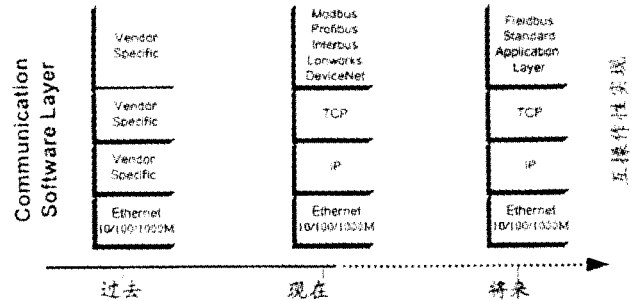 Communication
Software Layer
Vendor
Specific
Vendor
Specific
Vendor
Specific
Ethernet
10/100/1000M
过去
Modbus
Profibus
Interbus
Lonworks
DeviceNet
TCP
IP
Ethernet
10/100/1000M
现在
Fieldbus
Standard
Application
Layer
TCP
IP
Ethernet
10/100/1000M
将来
互操作性实现